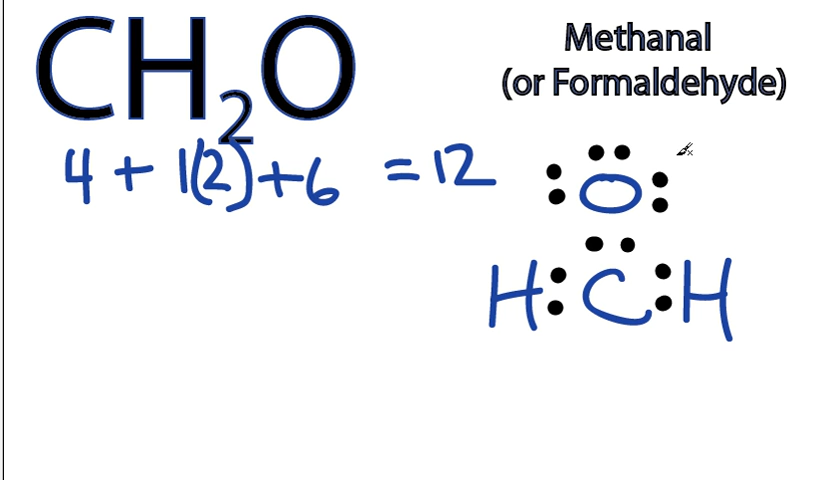 CH₂O
Methanal
(or Formaldehyde)
4 + 1(2) + 6 = 12
O
H : C : H